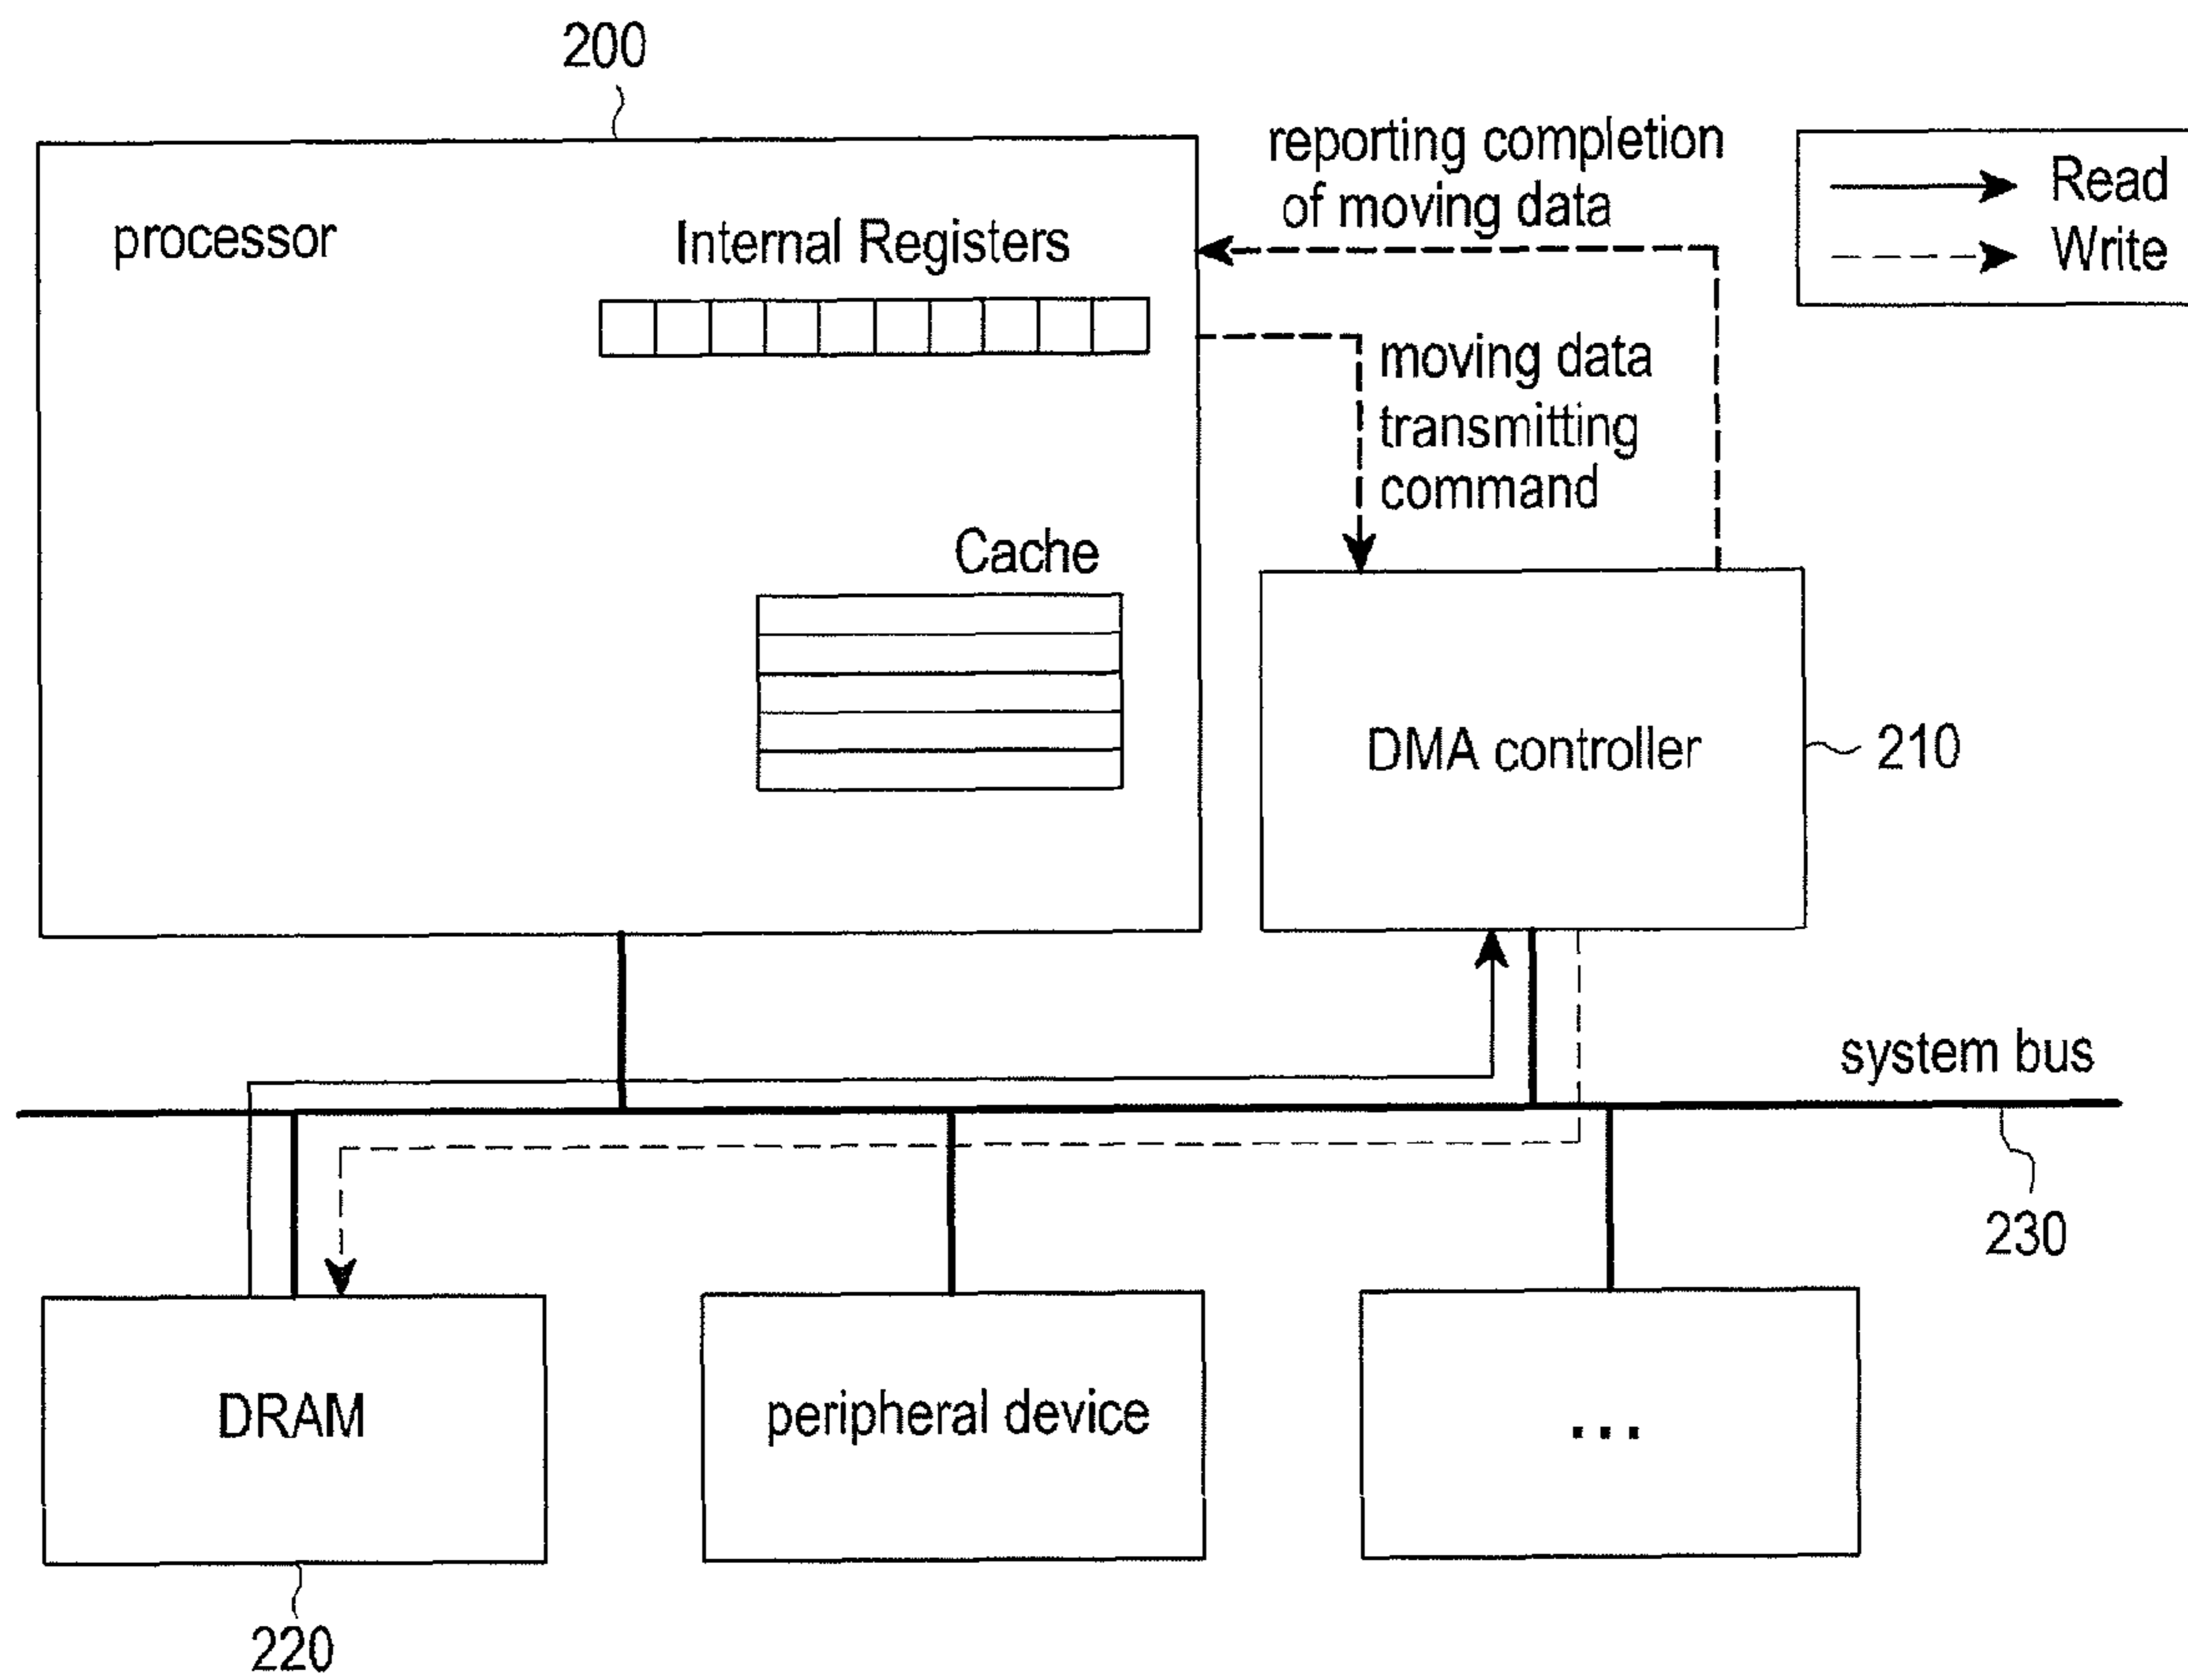 200
processor
Internal Registers
Cache
reporting completion
of moving data
moving data
transmitting
command
Read
Write
DMA controller
210
system bus
230
DRAM
220
peripheral device
...